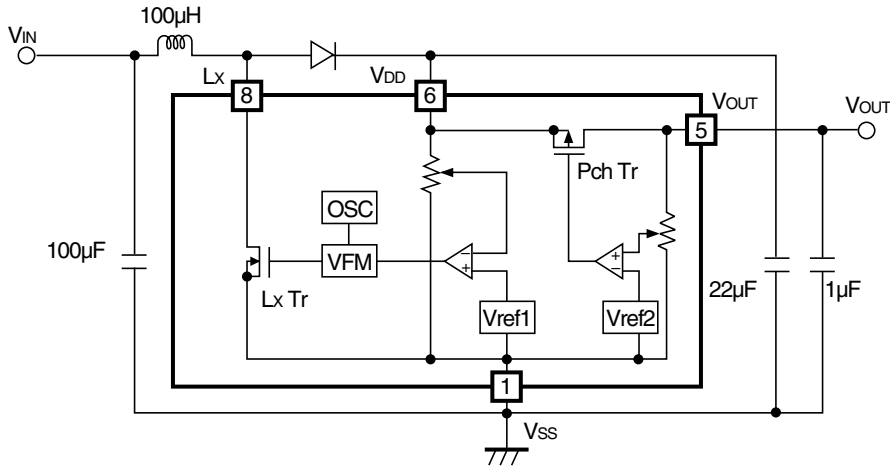 100µH
VIN
LX
VDD
VOUT
VOUT
8
6
5
Pch Tr
OSC
VFM
100µF
LX Tr
−
+
+
−
Vref1
Vref2
22µF
1µF
1
VSS